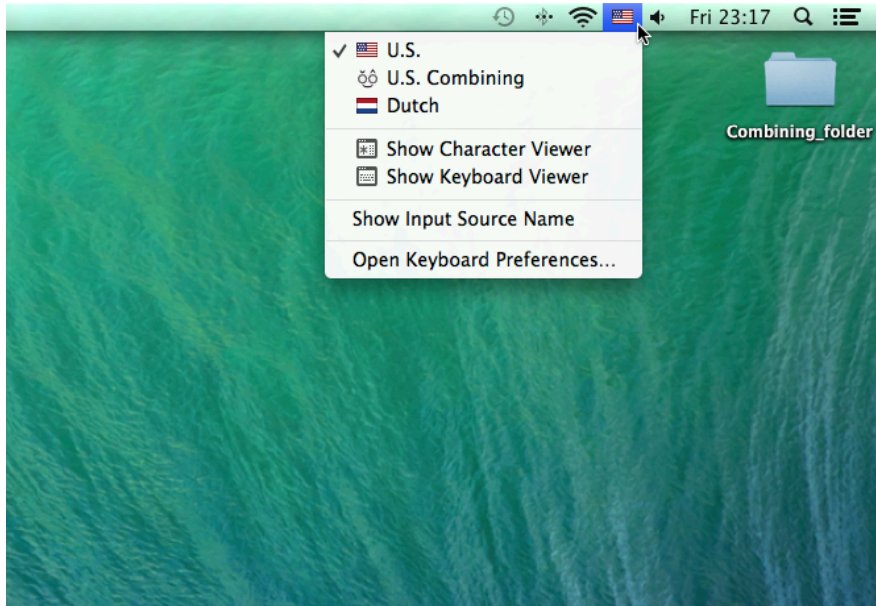 Fri 23:17
U.S.
U.S. Combining
Dutch
Show Character Viewer
Show Keyboard Viewer
Show Input Source Name
Open Keyboard Preferences...
Combining_folder